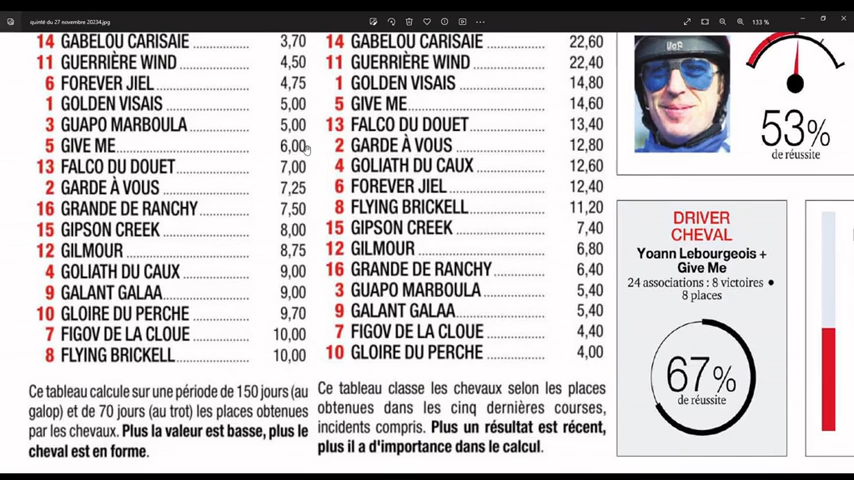 quinté du 27 novembre 20234.jpg
133 %
14 GABELOU CARISAIE 3,70
11 GUERRIÈRE WIND 4,50
6 FOREVER JIEL 4,75
1 GOLDEN VISAIS 5,00
3 GUAPO MARBOULA 5,00
5 GIVE ME 6,00
13 FALCO DU DOUET 7,00
2 GARDE À VOUS 7,25
16 GRANDE DE RANCHY 7,50
15 GIPSON CREEK 8,00
12 GILMOUR 8,75
4 GOLIATH DU CAUX 9,00
9 GALANT GALAA 9,00
10 GLOIRE DU PERCHE 9,70
7 FIGOV DE LA CLOUE 10,00
8 FLYING BRICKELL 10,00
Ce tableau calcule sur une période de 150 jours (au
galop) et de 70 jours (au trot) les places obtenues
par les chevaux. Plus la valeur est basse, plus le
cheval est en forme.
14 GABELOU CARISAIE 22,60
11 GUERRIÈRE WIND 22,40
1 GOLDEN VISAIS 14,80
5 GIVE ME 14,60
13 FALCO DU DOUET 13,40
2 GARDE À VOUS 12,80
4 GOLIATH DU CAUX 12,60
6 FOREVER JIEL 12,40
8 FLYING BRICKELL 11,20
15 GIPSON CREEK 7,40
12 GILMOUR 6,80
16 GRANDE DE RANCHY 6,40
3 GUAPO MARBOULA 5,40
9 GALANT GALAA 5,40
7 FIGOV DE LA CLOUE 4,40
10 GLOIRE DU PERCHE 4,00
Ce tableau classe les chevaux selon les places
obtenues dans les cinq dernières courses,
incidents compris. Plus un résultat est récent,
plus il a d'importance dans le calcul.
53%
de réussite
DRIVER
CHEVAL
Yoann Lebourgeois +
Give Me
24 associations : 8 victoires •
8 places
67%
de réussite